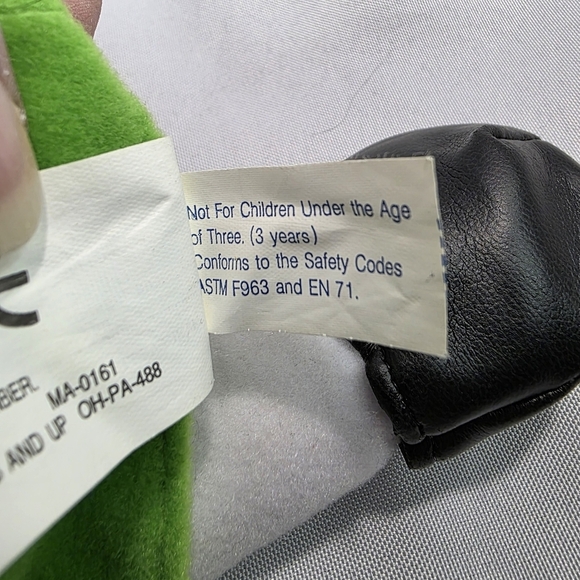 Not For Children Under the Age
of Three. (3 years)
Conforms to the Safety Codes
ASTM F963 and EN 71.
MA-0161
AND UP OH-PA-488